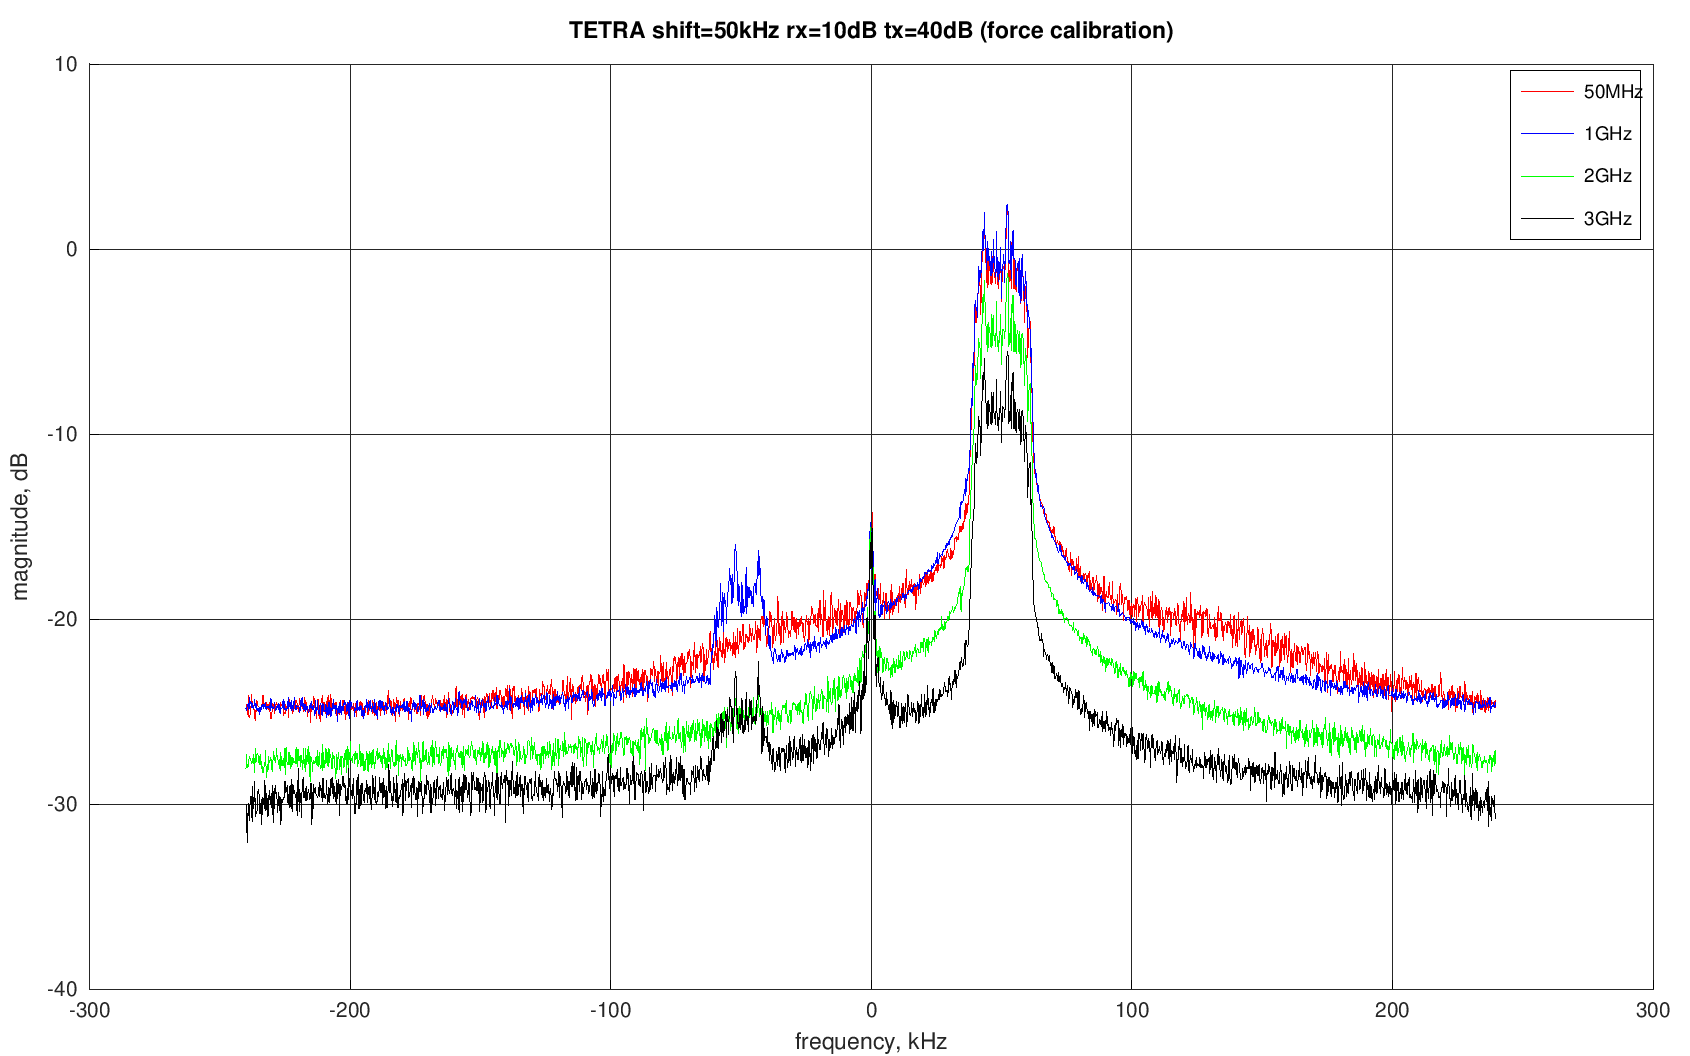 TETRA shift=50kHz rx=10dB tx=40dB (force calibration)
10
50MHz
1GHz
2GHz
3GHz
0
-10
magnitude, dB
-20
-30
-40
-300
-200
-100
0
100
200
300
frequency, kHz